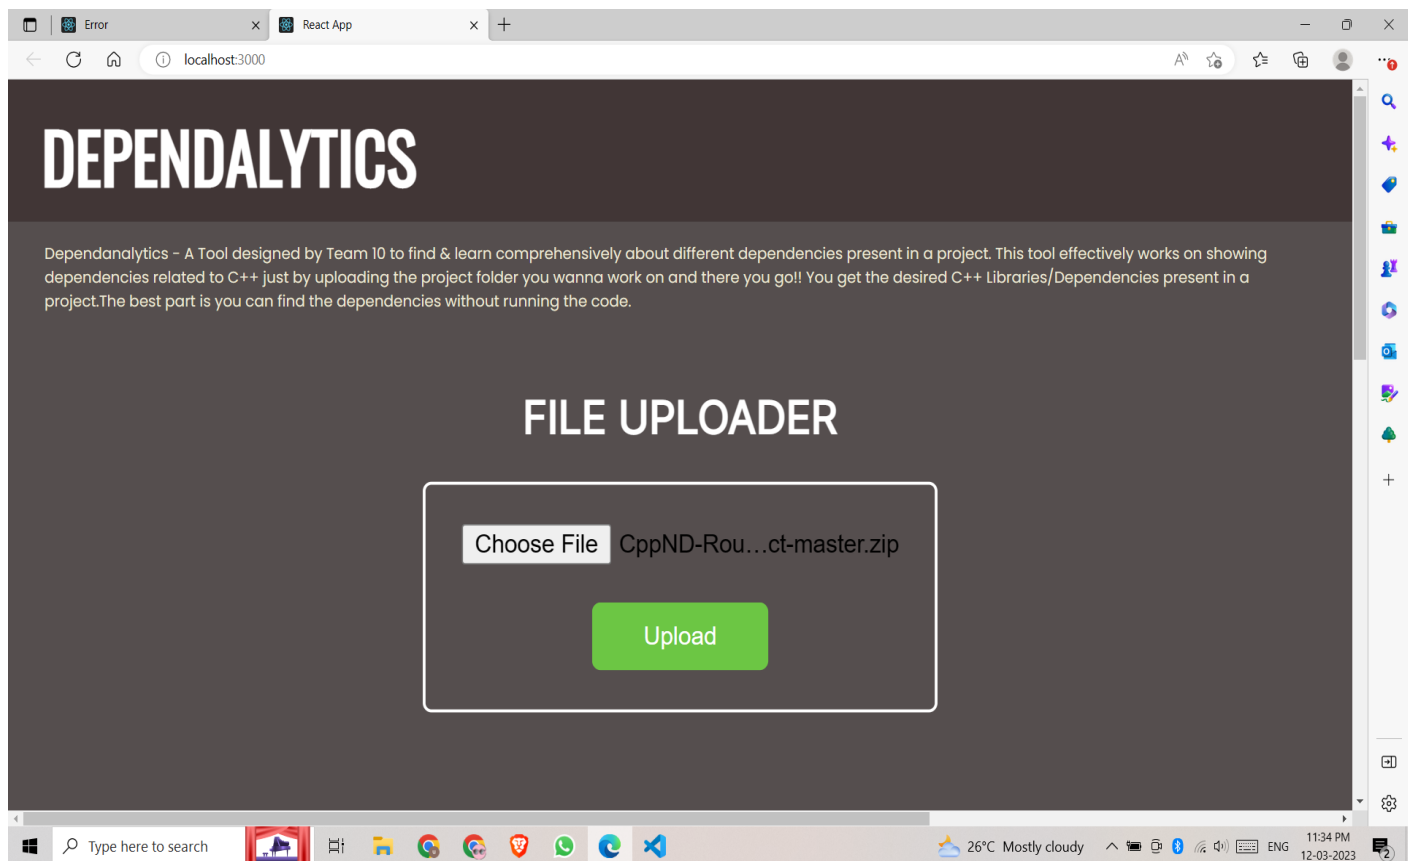 Error
React App
localhost:3000
DEPENDALYTICS
Dependanalytics - A Tool designed by Team 10 to find & learn comprehensively about different dependencies present in a project. This tool effectively works on showing
dependencies related to C++ just by uploading the project folder you wanna work on and there you go!! You get the desired C++ Libraries/Dependencies present in a
project.The best part is you can find the dependencies without running the code.
FILE UPLOADER
Choose File CppND-Rou...ct-master.zip
Upload
Type here to search
26°C Mostly cloudy
ENG
11:34 PM
12-03-2023
2